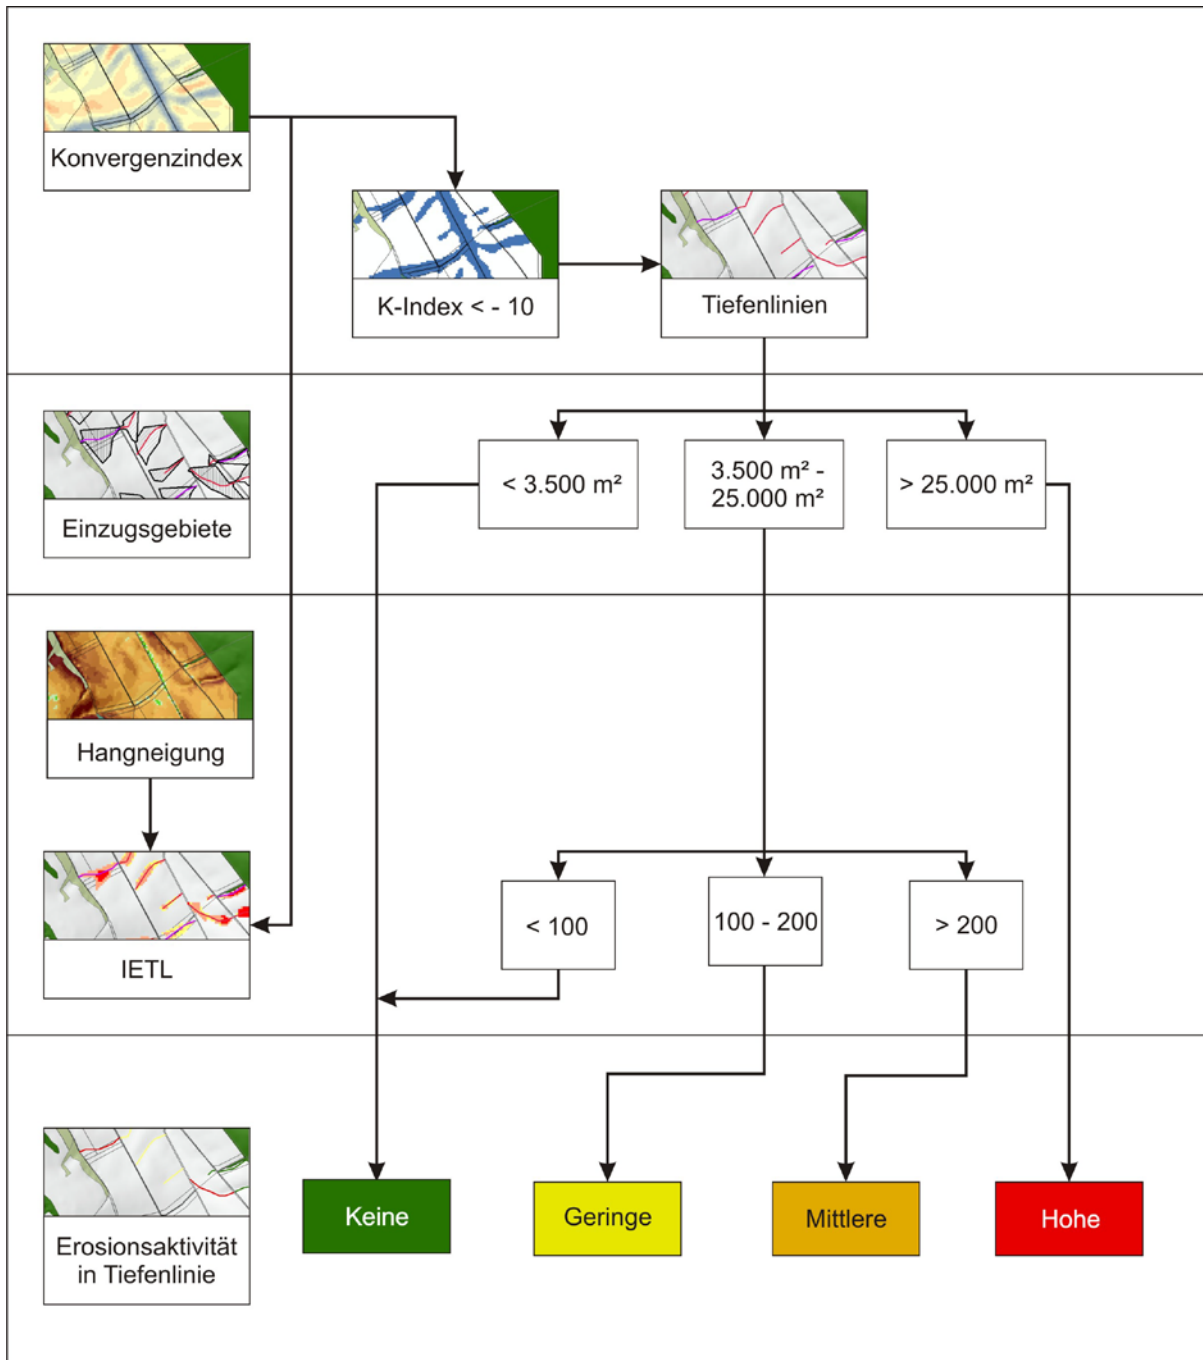 Konvergenzindex
K-Index < - 10
Tiefenlinien
Einzugsgebiete
< 3.500 m²
3.500 m² -
25.000 m²
> 25.000 m²
Hangneigung
IETL
< 100
100 - 200
> 200
Erosionsaktivität
in Tiefenlinie
Keine
Geringe
Mittlere
Hohe